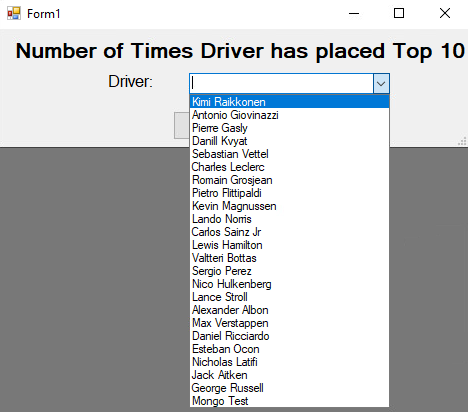 Form1
Number of Times Driver has placed Top 10
Driver:
Kimi Raikkonen
Antonio Giovinazzi
Pierre Gasly
Danill Kvyat
Sebastian Vettel
Charles Leclerfc
Romain Grosjean
Pietro Flittipaldi
Kevin Magnussen
Lando Norris
Carlos Sainz Jr
Lewis Hamilton
Valtteri Bottas
Sergio Perez
Nico Hulkenberg
Lance Stroll
Alexander Albon
Max Verstappen
Daniel Ricciardo
Esteban Ocon
Nicholas Latifi
Jack Aitken
George Russell
Mongo Test